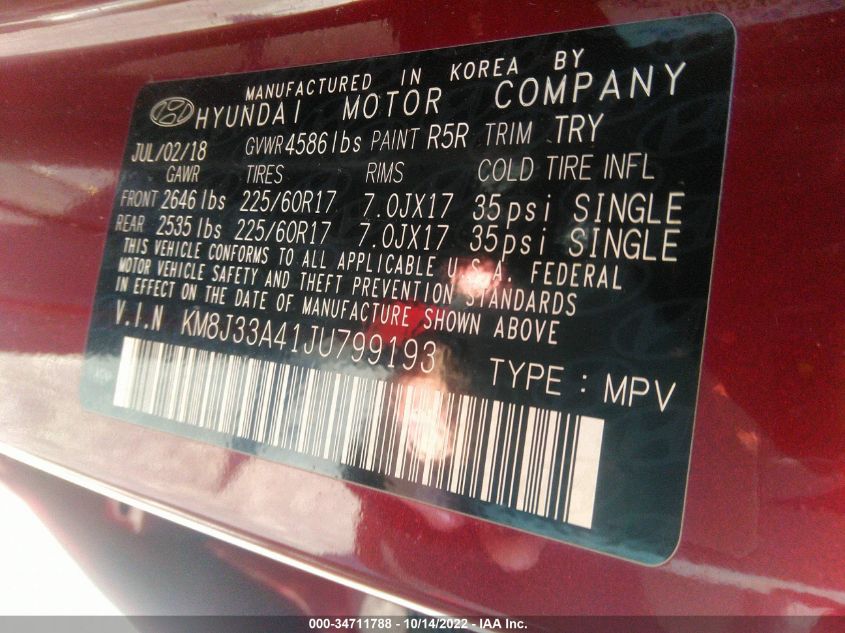 MANUFACTURED IN KOREA BY
HYUNDAI MOTOR COMPANY
JUL/02/18 GVWR 4586 lbs PAINT R5R TRIM TRY
GAWR TIRES RIMS COLD TIRE INFL
FRONT 2646 lbs 225/60R17 7.0JX17 35psi SINGLE
REAR 2535 lbs 225/60R17 7.0JX17 35psi SINGLE
THIS VEHICLE CONFORMS TO ALL APPLICABLE U.S.A. FEDERAL
MOTOR VEHICLE SAFETY AND THEFT PREVENTION STANDARDS
IN EFFECT ON THE DATE OF MANUFACTURE SHOWN ABOVE
V.I.N KM8J33A41JU799193
TYPE : MPV
000-34711788 - 10/14/2022 - IAA Inc.